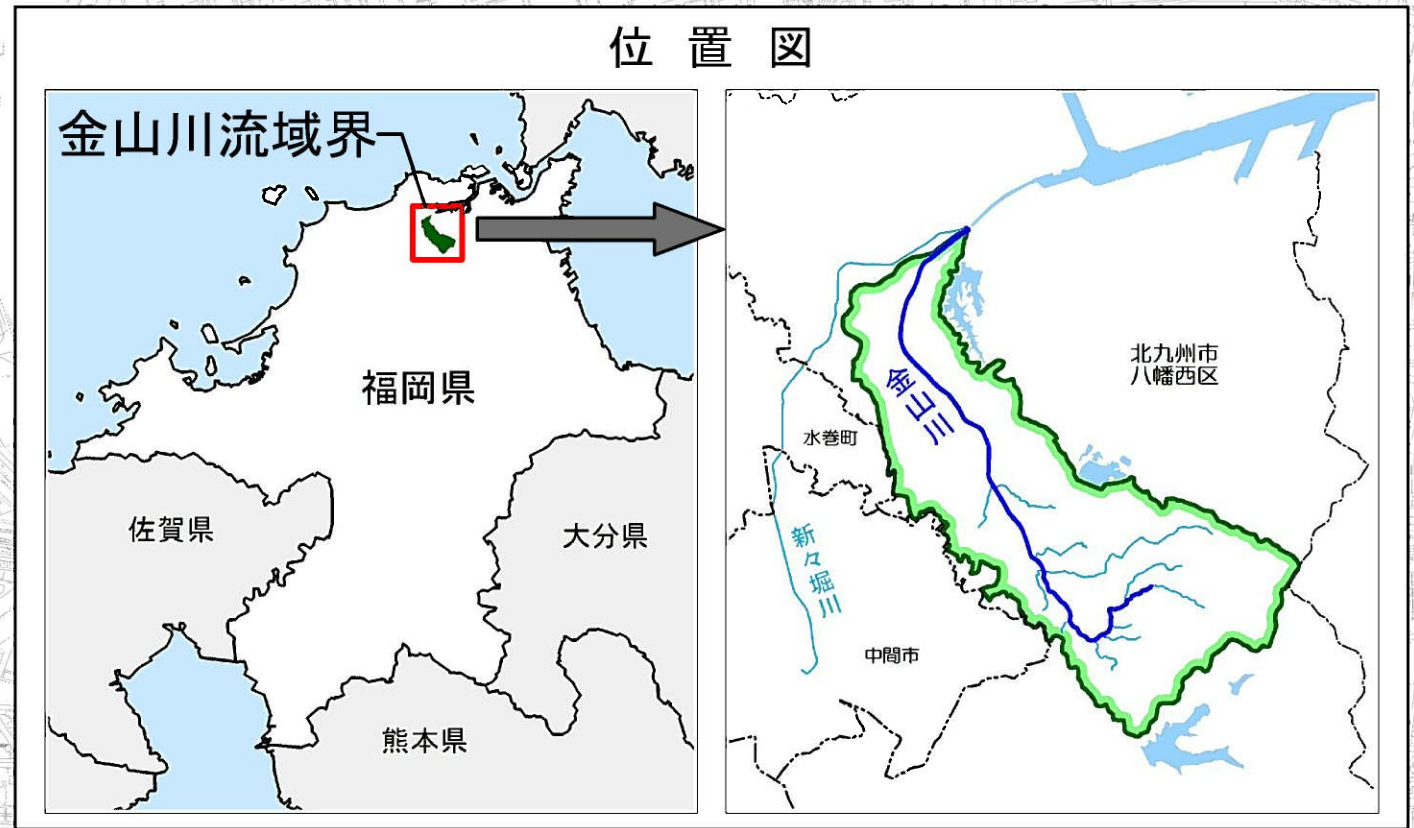 位置図
金山川流域界
福岡県
佐賀県
大分県
熊本県
北九州市
八幡西区
金山川
水巻町
新々堀川
中間市